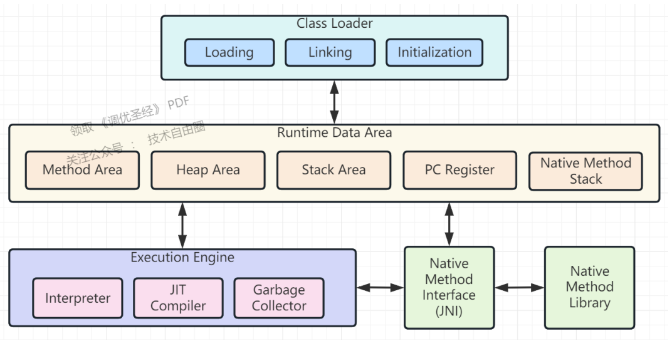 Class Loader
Loading
Linking
Initialization
领取 《调优圣经》 PDF
关注公众号 ： 技术自由圈
Runtime Data Area
Method Area
Heap Area
Stack Area
PC Register
Native Method
Stack
Execution Engine
Interpreter
JIT
Compiler
Garbage
Collector
Native
Method
Interface
(JNI)
Native
Method
Library